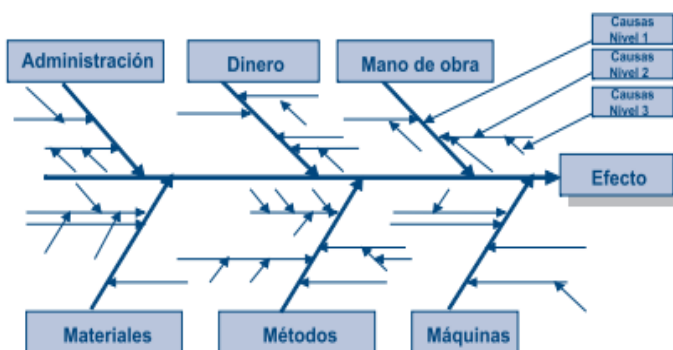 Causas
Nivel 1
Administración
Dinero
Mano de obra
Causas
Nivel 2
Causas
Nivel 3
Efecto
Materiales
Métodos
Máquinas